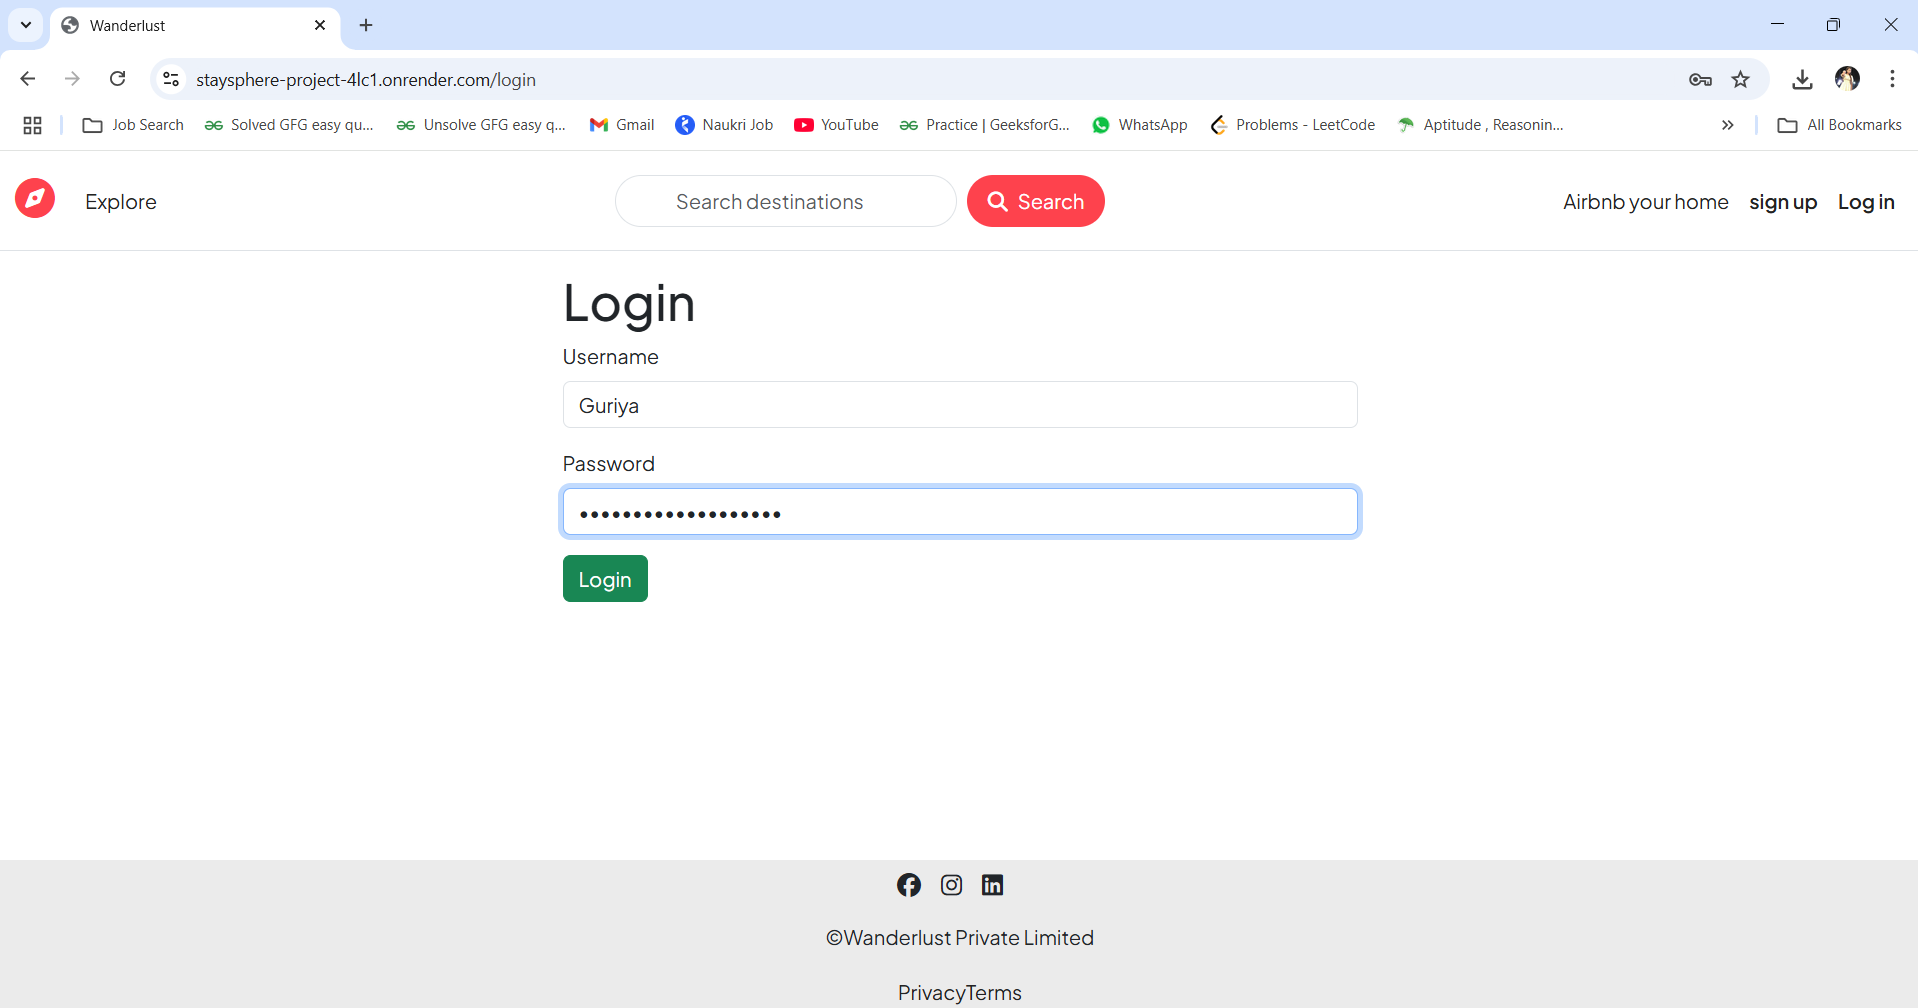 Wanderlust
staysphere-project-4lc1.onrender.com/login
Job Search Solved GFG easy qu... Unsolve GFG easy q... Gmail Naukri Job YouTube Practice | GeeksforG... WhatsApp Problems - LeetCode Aptitude , Reasonin... All Bookmarks
Explore Search destinations Search Airbnb your home sign up Log in
Login
Username
Guriya
Password
•••••••••••••••••••
Login
©Wanderlust Private Limited
PrivacyTerms